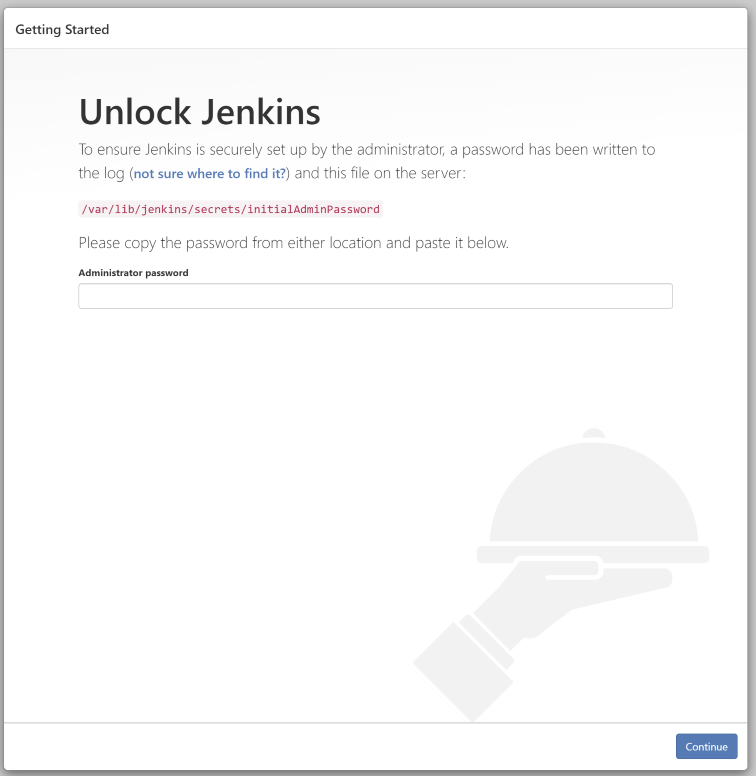 Getting Started
Unlock Jenkins
To ensure Jenkins is securely set up by the administrator, a password has been written to
the log (not sure where to find it?) and this file on the server:
/var/lib/jenkins/secrets/initialAdminPassword
Please copy the password from either location and paste it below.
Administrator password
Continue